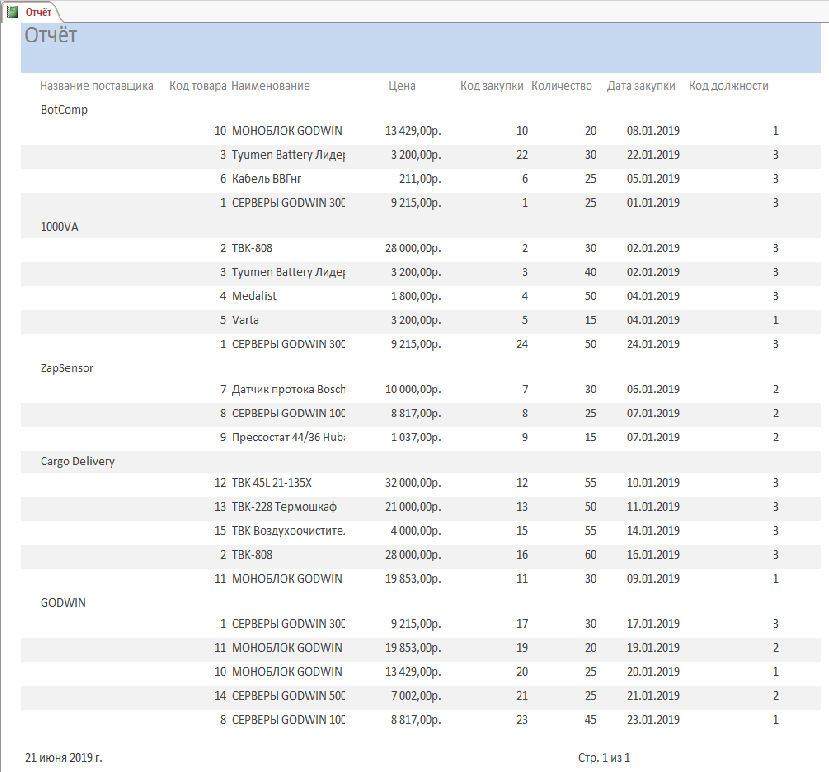 Отчёт
Отчёт
Название поставщика Код товара Наименование Цена Код закупки Количество Дата закупки Код должности
BotComp
10 МОНОБЛОК GODWIN 13 429,00р. 10 20 08.01.2019 1
3 Tyumen Battery Лидер 3 200,00р. 22 30 22.01.2019 3
6 Кабель ВВГнг 211,00р. 6 25 05.01.2019 3
1 СЕРВЕРЫ GODWIN 300 9 215,00р. 1 25 01.01.2019 3
1000VA
2 ТВК-808 28 000,00р. 2 30 02.01.2019 3
3 Tyumen Battery Лидер 3 200,00р. 3 40 02.01.2019 3
4 Medalist 1 800,00р. 4 50 04.01.2019 3
5 Varta 3 200,00р. 5 15 04.01.2019 1
1 СЕРВЕРЫ GODWIN 300 9 215,00р. 24 50 24.01.2019 3
ZapSensor
7 Датчик протока Bosch 10 000,00р. 7 30 06.01.2019 2
8 СЕРВЕРЫ GODWIN 100 8 817,00р. 8 25 07.01.2019 2
9 Прессостат 44/36 Huba 1 037,00р. 9 15 07.01.2019 2
Cargo Delivery
12 ТВК 45L 21-135X 32 000,00р. 12 55 10.01.2019 3
13 ТВК-228 Термошкаф 21 000,00р. 13 50 11.01.2019 3
15 ТВК Воздухоочистите. 4 000,00р. 15 55 14.01.2019 3
2 ТВК-808 28 000,00р. 16 60 16.01.2019 3
11 МОНОБЛОК GODWIN 19 853,00р. 11 30 09.01.2019 1
GODWIN
1 СЕРВЕРЫ GODWIN 300 9 215,00р. 17 30 17.01.2019 3
11 МОНОБЛОК GODWIN 19 853,00р. 19 20 19.01.2019 2
10 МОНОБЛОК GODWIN 13 429,00р. 20 25 20.01.2019 1
14 СЕРВЕРЫ GODWIN 500 7 002,00р. 21 25 21.01.2019 2
8 СЕРВЕРЫ GODWIN 100 8 817,00р. 23 45 23.01.2019 1
21 июня 2019 г. Стр. 1 из 1